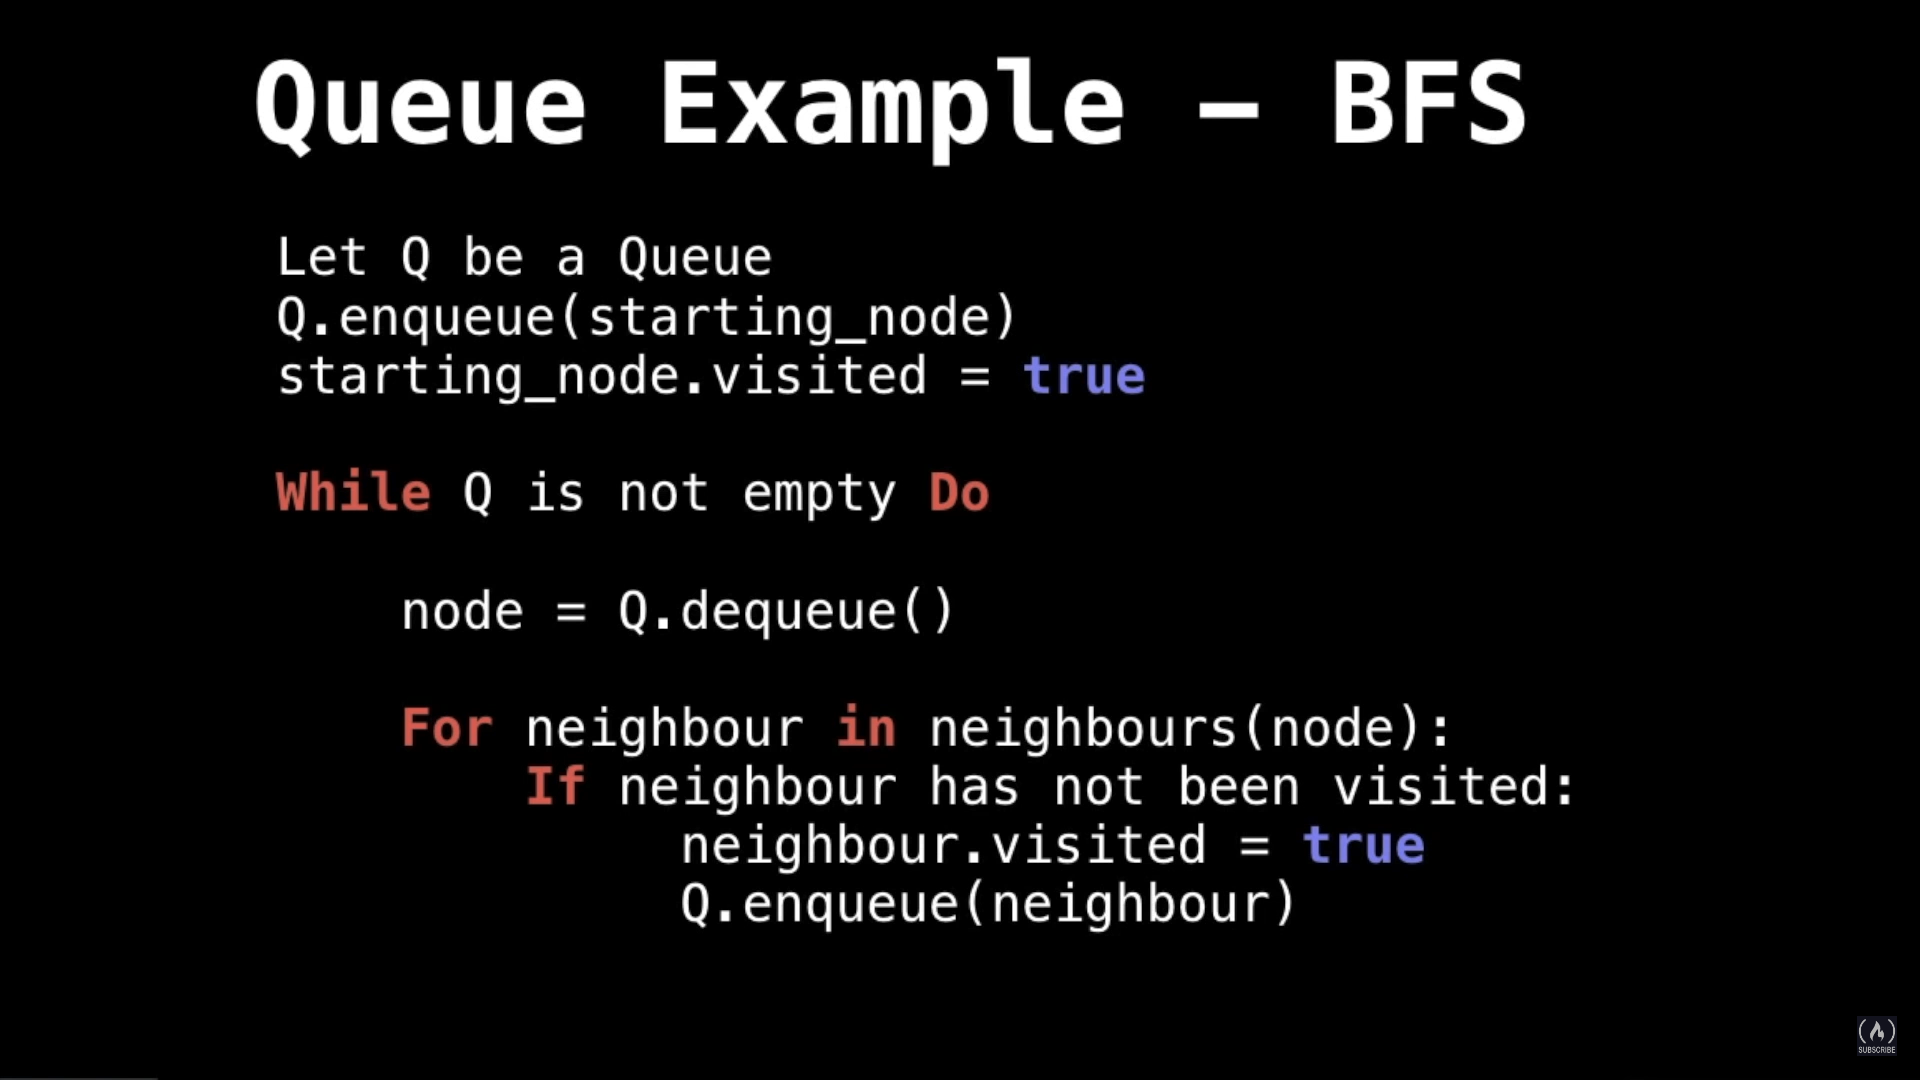 Queue Example – BFS
Let Q be a Queue
Q.enqueue(starting_node)
starting_node.visited = true
While Q is not empty Do
node = Q.dequeue()
For neighbour in neighbours(node):
If neighbour has not been visited:
neighbour.visited = true
Q.enqueue(neighbour)
SUBSCRIBE